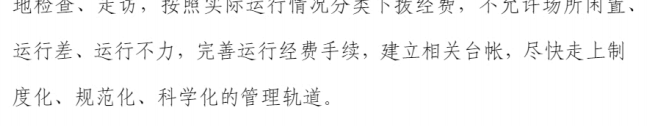 地检查、走访，按照实际运行情况分类下拨经费，不允许场所闲置、
运行差、运行不力，完善运行经费手续，建立相关台帐，尽快走上制
度化、规范化、科学化的管理轨道。